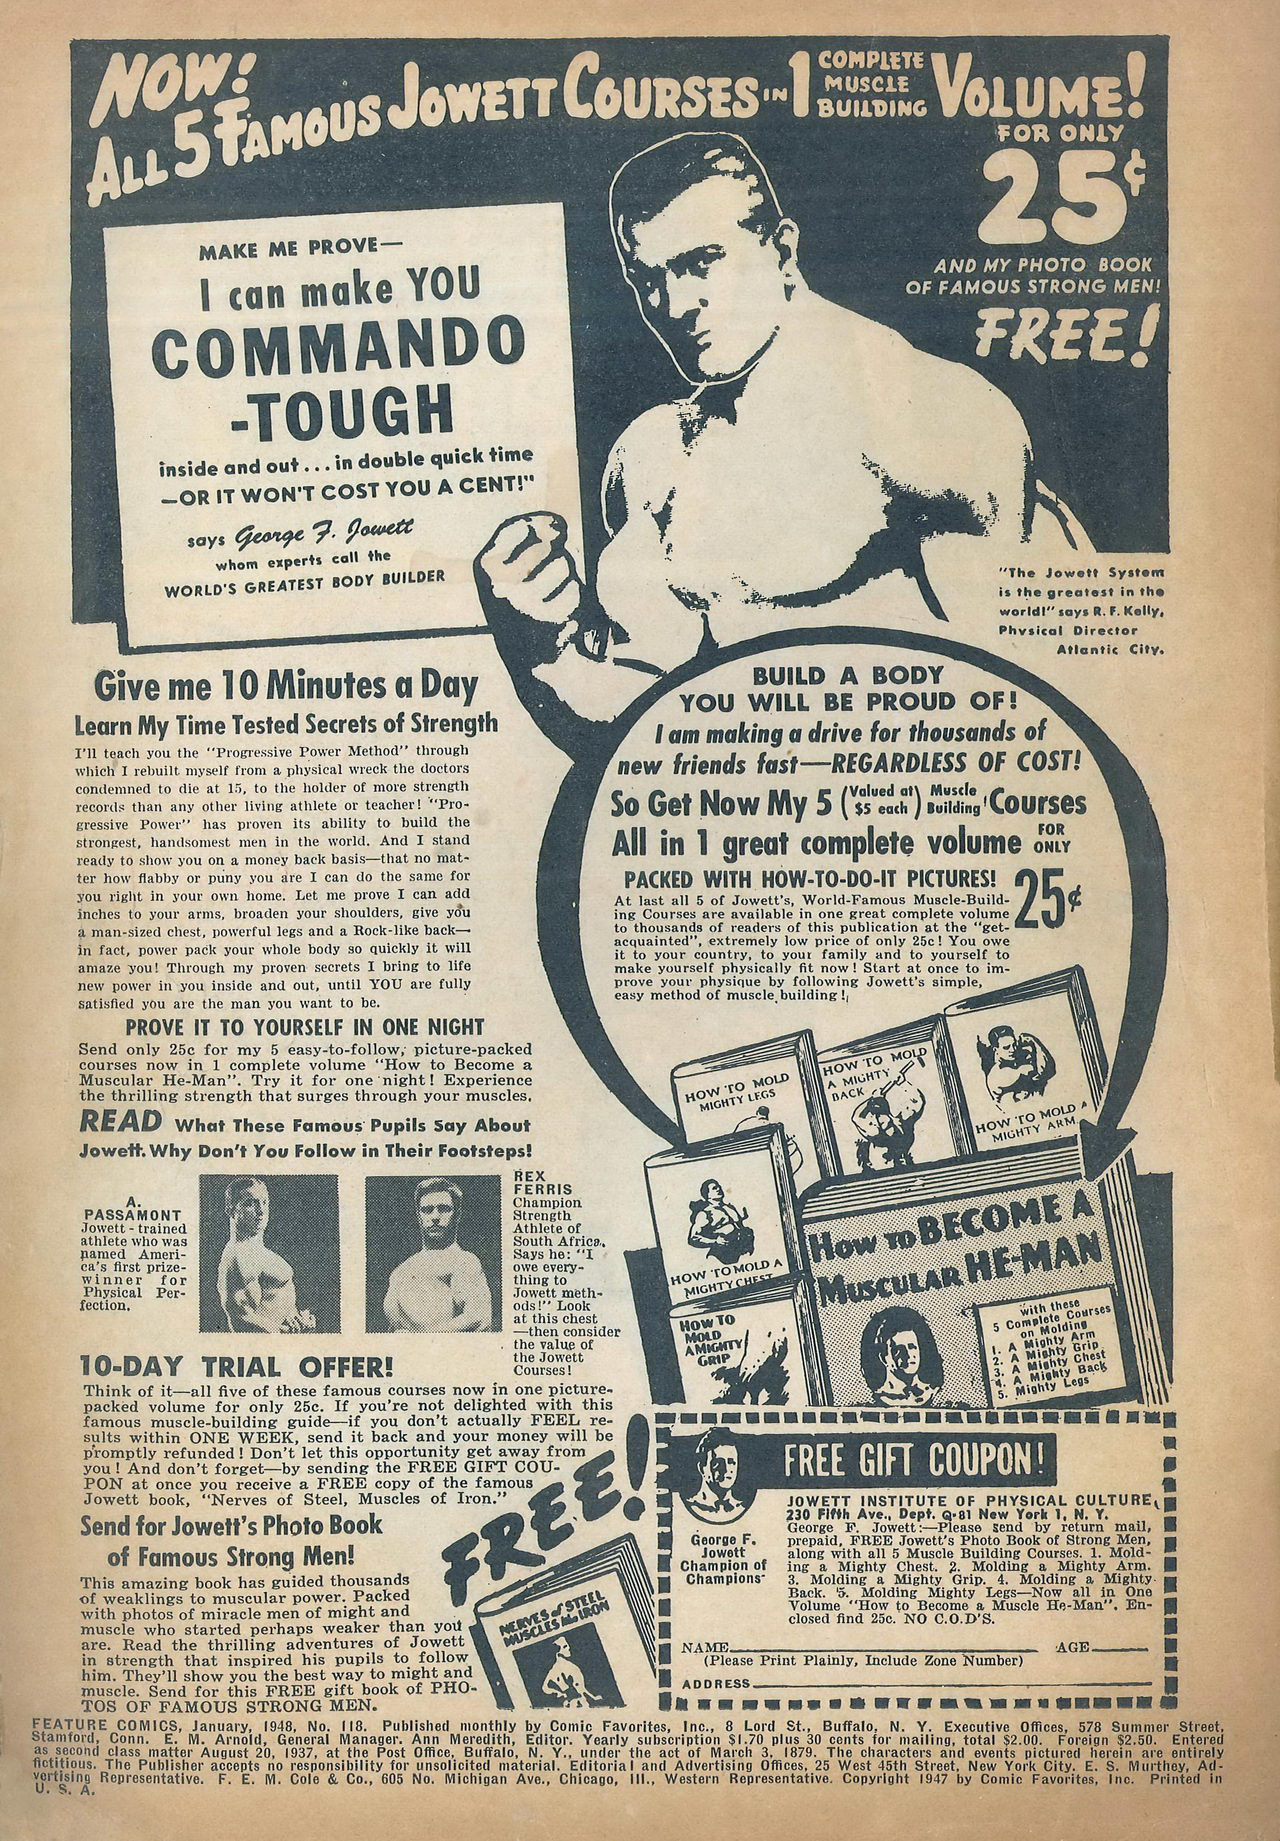 NOW!
ALL 5 FAMOUS JOWETT COURSES IN 1 COMPLETE MUSCLE BUILDING VOLUME!
FOR ONLY
25¢
AND MY PHOTO BOOK
OF FAMOUS STRONG MEN!
FREE!
MAKE ME PROVE—
I can make YOU
COMMANDO
-TOUGH
inside and out...in double quick time
—OR IT WON'T COST YOU A CENT!"
says George F. Jowett
whom experts call the
WORLD'S GREATEST BODY BUILDER
"The Jowett System
is the greatest in the
world!" says R. F. Kelly,
Physical Director
Atlantic City.
Give me 10 Minutes a Day
Learn My Time Tested Secrets of Strength
I'll teach you the "Progressive Power Method" through
which I rebuilt myself from a physical wreck the doctors
condemned to die at 15, to the holder of more strength
records than any other living athlete or teacher! "Pro-
gressive Power" has proven its ability to build the
strongest, handsomest men in the world. And I stand
ready to show you on a money back basis—that no mat-
ter how flabby or puny you are I can do the same for
you right in your own home. Let me prove I can add
inches to your arms, broaden your shoulders, give you
a man-sized chest, powerful legs and a Rock-like back—
in fact, power pack your whole body so quickly it will
amaze you! Through my proven secrets I bring to life
new power in you inside and out, until YOU are fully
satisfied you are the man you want to be.
PROVE IT TO YOURSELF IN ONE NIGHT
Send only 25c for my 5 easy-to-follow, picture-packed
courses now in 1 complete volume "How to Become a
Muscular He-Man". Try it for one night! Experience
the thrilling strength that surges through your muscles.
READ What These Famous Pupils Say About
Jowett. Why Don't You Follow in Their Footsteps!
A.
PASSAMONT
Jowett - trained
athlete who was
named Ameri-
ca's first prize-
winner for
Physical Per-
fection.
REX
FERRIS
Champion
Strength
Athlete of
South Africa.
Says he: "I
owe every-
thing to
Jowett meth-
ods!" Look
at this chest
—then consider
the value of
the Jowett
Courses!
10-DAY TRIAL OFFER!
Think of it—all five of these famous courses now in one picture-
packed volume for only 25c. If you're not delighted with this
famous muscle-building guide—if you don't actually FEEL re-
sults within ONE WEEK, send it back and your money will be
promptly refunded! Don't let this opportunity get away from
you! And don't forget—by sending the FREE GIFT COU-
PON at once you receive a FREE copy of the famous
Jowett book, "Nerves of Steel, Muscles of Iron."
Send for Jowett's Photo Book
of Famous Strong Men!
This amazing book has guided thousands
of weaklings to muscular power. Packed
with photos of miracle men of might and
muscle who started perhaps weaker than you
are. Read the thrilling adventures of Jowett
in strength that inspired his pupils to follow
him. They'll show you the best way to might and
muscle. Send for this FREE gift book of PHO-
TOS OF FAMOUS STRONG MEN.
FREE!
NERVES of STEEL
MUSCLES like IRON
BUILD A BODY
YOU WILL BE PROUD OF!
I am making a drive for thousands of
new friends fast—REGARDLESS OF COST!
So Get Now My 5 (Valued at $5 each) Muscle Building Courses
All in 1 great complete volume FOR ONLY
PACKED WITH HOW-TO-DO-IT PICTURES! 25¢
At last all 5 of Jowett's, World-Famous Muscle-Build-
ing Courses are available in one great complete volume
to thousands of readers of this publication at the "get-
acquainted", extremely low price of only 25c! You owe
it to your country, to your family and to yourself to
make yourself physically fit now! Start at once to im-
prove your physique by following Jowett's simple,
easy method of muscle building!
HOW TO MOLD
MIGHTY LEGS
HOW TO MOLD
A MIGHTY
BACK
HOW TO MOLD A
MIGHTY ARM
HOW TO MOLD A
MIGHTY CHEST
HOW TO
MOLD
A MIGHTY
GRIP
HOW TO BECOME A
MUSCULAR HE-MAN
with these
5 Complete Courses
on Molding
1. A Mighty Arm
2. A Mighty Grip
3. A Mighty Chest
4. A Mighty Back
5. Mighty Legs
FREE GIFT COUPON!
George F.
Jowett
Champion of
Champions
JOWETT INSTITUTE OF PHYSICAL CULTURE,
230 Fifth Ave., Dept. Q-81 New York 1, N. Y.
George F. Jowett:—Please send by return mail,
prepaid, FREE Jowett's Photo Book of Strong Men,
along with all 5 Muscle Building Courses. 1. Mold-
ing a Mighty Chest. 2. Molding a Mighty Arm.
3. Molding a Mighty Grip. 4. Molding a Mighty
Back. 5. Molding Mighty Legs—Now all in One
Volume "How to Become a Muscle He-Man". En-
closed find 25c. NO C.O.D'S.
NAME AGE
(Please Print Plainly, Include Zone Number)
ADDRESS
FEATURE COMICS, January, 1948, No. 118. Published monthly by Comic Favorites, Inc., 8 Lord St., Buffalo, N. Y. Executive Offices, 578 Summer Street,
Stamford, Conn. E. M. Arnold, General Manager. Ann Meredith, Editor. Yearly subscription $1.70 plus 30 cents for mailing, total $2.00. Foreign $2.50. Entered
as second class matter August 20, 1937, at the Post Office, Buffalo, N. Y., under the act of March 3, 1879. The characters and events pictured herein are entirely
fictitious. The Publisher accepts no responsibility for unsolicited material. Editorial and Advertising Offices, 25 West 45th Street, New York City. E. S. Murthey, Ad-
vertising Representative. F. E. M. Cole & Co., 605 No. Michigan Ave., Chicago, Ill., Western Representative. Copyright 1947 by Comic Favorites, Inc. Printed in
U. S. A.